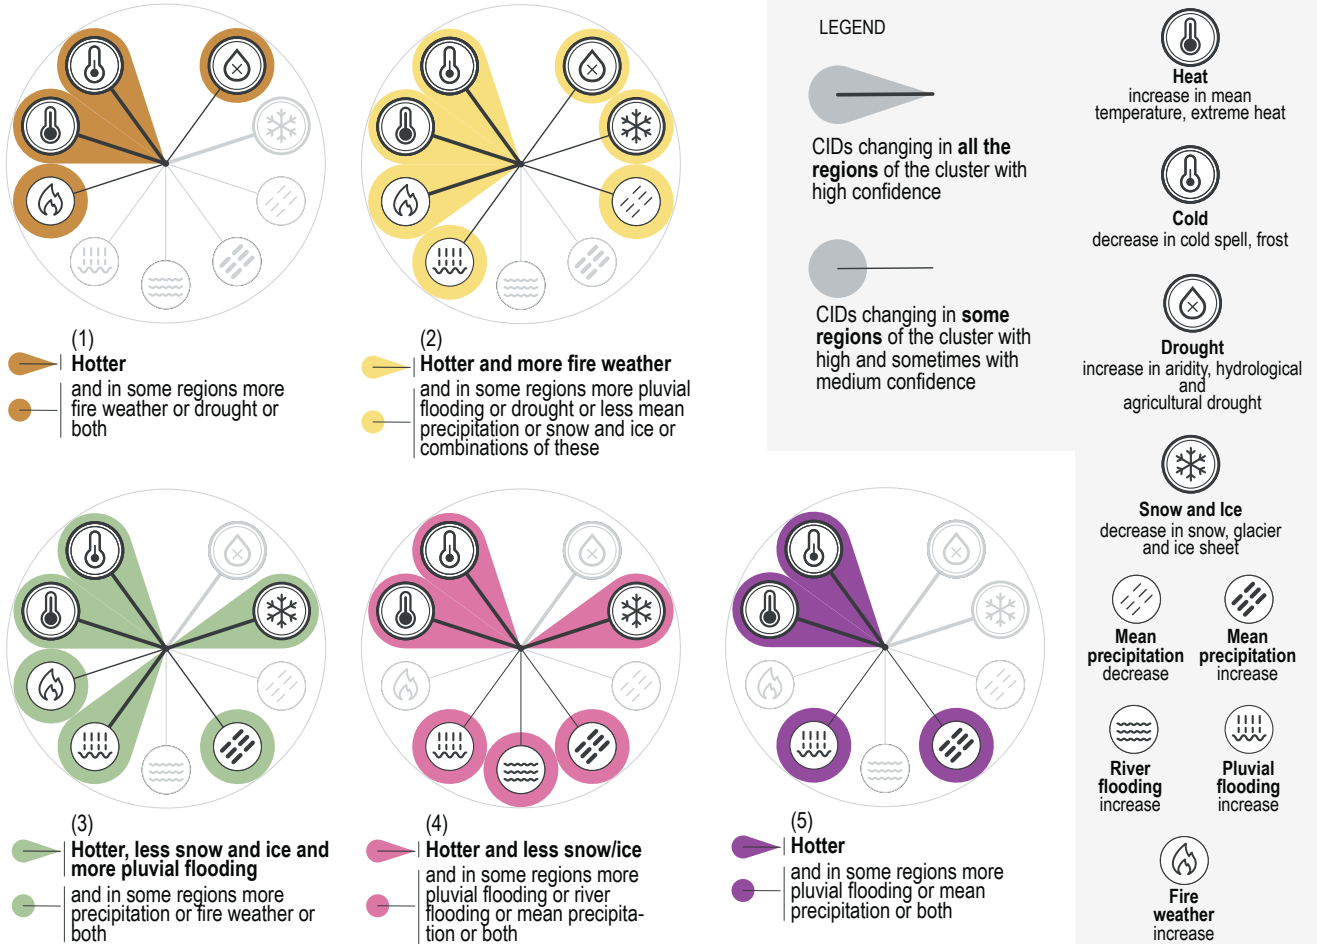 LEGEND
CIDs changing in all the
regions of the cluster with
high confidence
CIDs changing in some
regions of the cluster with
high and sometimes with
medium confidence
Heat
increase in mean
temperature, extreme heat
Cold
decrease in cold spell, frost
Drought
increase in aridity, hydrological
and
agricultural drought
Snow and Ice
decrease in snow, glacier
and ice sheet
Mean
precipitation
decrease
Mean
precipitation
increase
River
flooding
increase
Pluvial
flooding
increase
Fire
weather
increase
(1)
Hotter
and in some regions more
fire weather or drought or
both
(2)
Hotter and more fire weather
and in some regions more pluvial
flooding or drought or less mean
precipitation or snow and ice or
combinations of these
(3)
Hotter, less snow and ice and
more pluvial flooding
and in some regions more
precipitation or fire weather or
both
(4)
Hotter and less snow/ice
and in some regions more
pluvial flooding or river
flooding or mean precipita-
tion or both
(5)
Hotter
and in some regions more
pluvial flooding or mean
precipitation or both